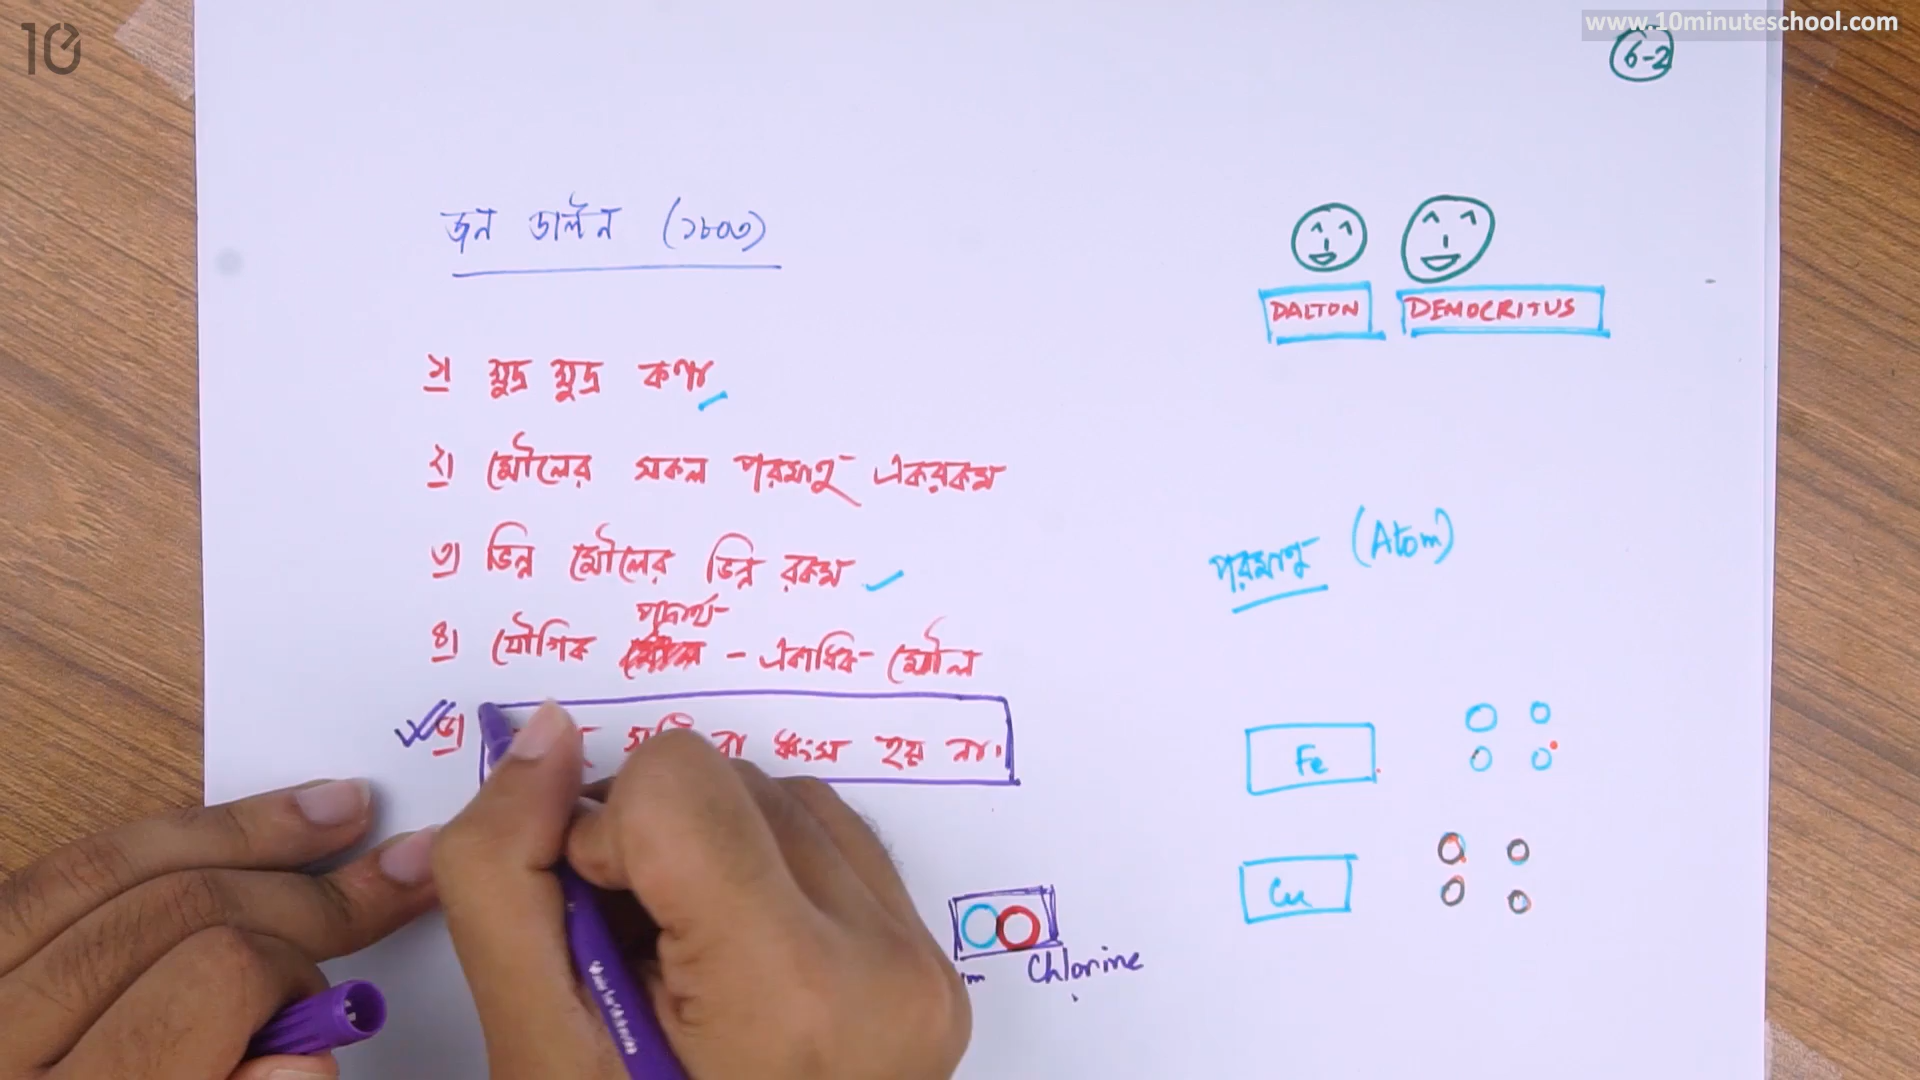 10
www.10minuteschool.com
6-2
জন ডাল্টন (১৮০৩)
DALTON
DEMOCRITUS
১) ক্ষুদ্র ক্ষুদ্র কণা
২) মৌলের সকল পরমাণু একরকম
৩) ভিন্ন মৌলের ভিন্ন রকম
পরমাণু (Atom)
পদার্থ
৪) যৌগিক - একাধিক মৌল
৫) বা ধ্বংস হয় না।
Fe
Cu
Chlorine